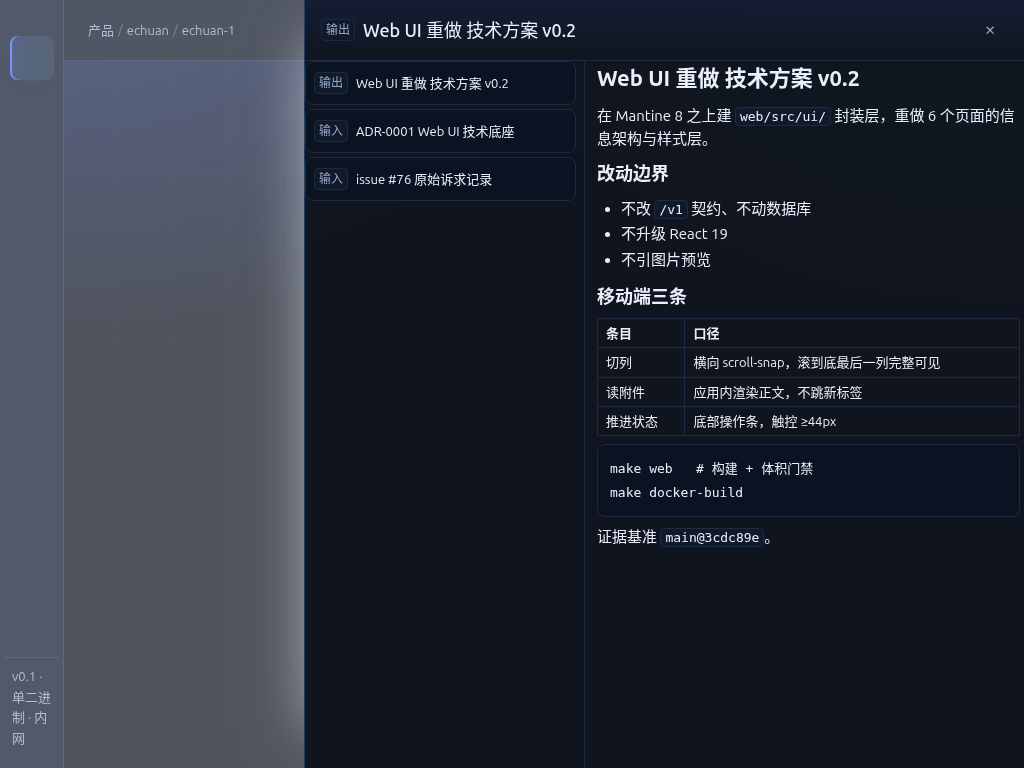 产品 / echuan / echuan-1
输出 Web UI 重做 技术方案 v0.2 ×
输出 Web UI 重做 技术方案 v0.2
输入 ADR-0001 Web UI 技术底座
输入 issue #76 原始诉求记录
Web UI 重做 技术方案 v0.2
在 Mantine 8 之上建 web/src/ui/ 封装层，重做 6 个页面的信
息架构与样式层。
改动边界
• 不改 /v1 契约、不动数据库
• 不升级 React 19
• 不引图片预览
移动端三条
条目 口径
切列 横向 scroll-snap，滚到底最后一列完整可见
读附件 应用内渲染正文，不跳新标签
推进状态 底部操作条，触控 ≥44px
make web   # 构建 + 体积门禁
make docker-build
证据基准 main@3cdc89e 。
v0.1 ·
单二进
制 · 内
网